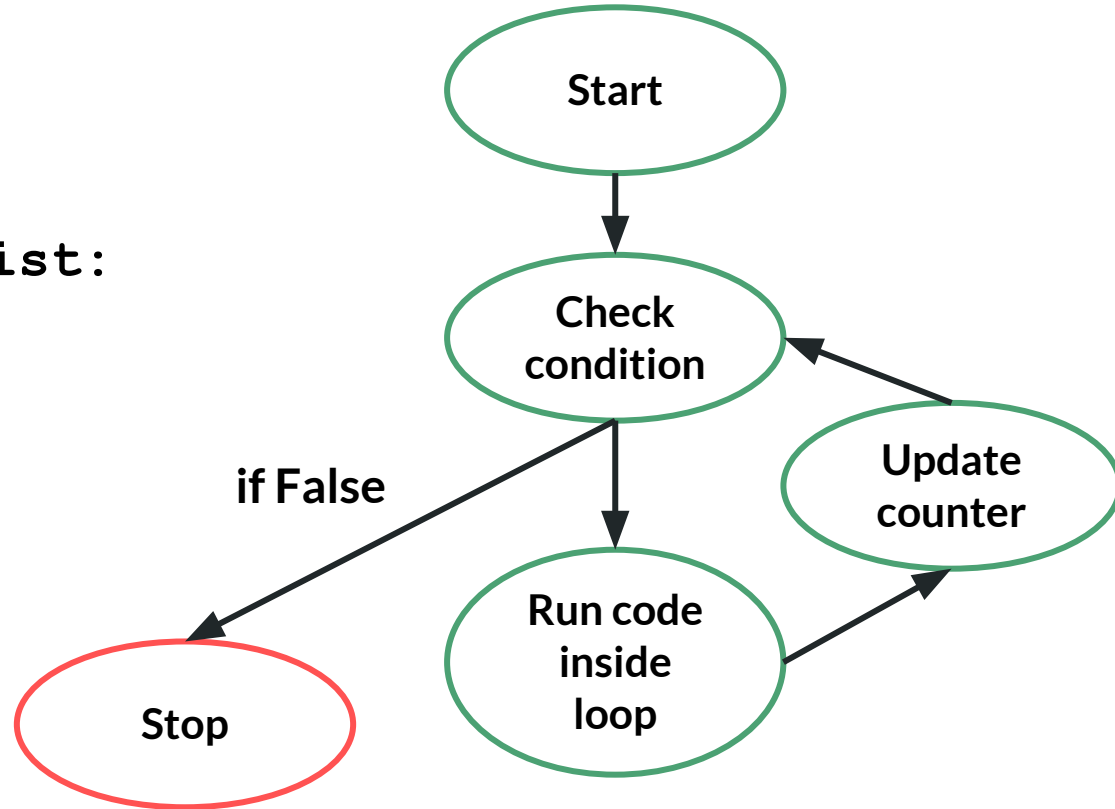 Start
ist:
Check
condition
if False
Update
counter
Run code
inside
loop
Stop